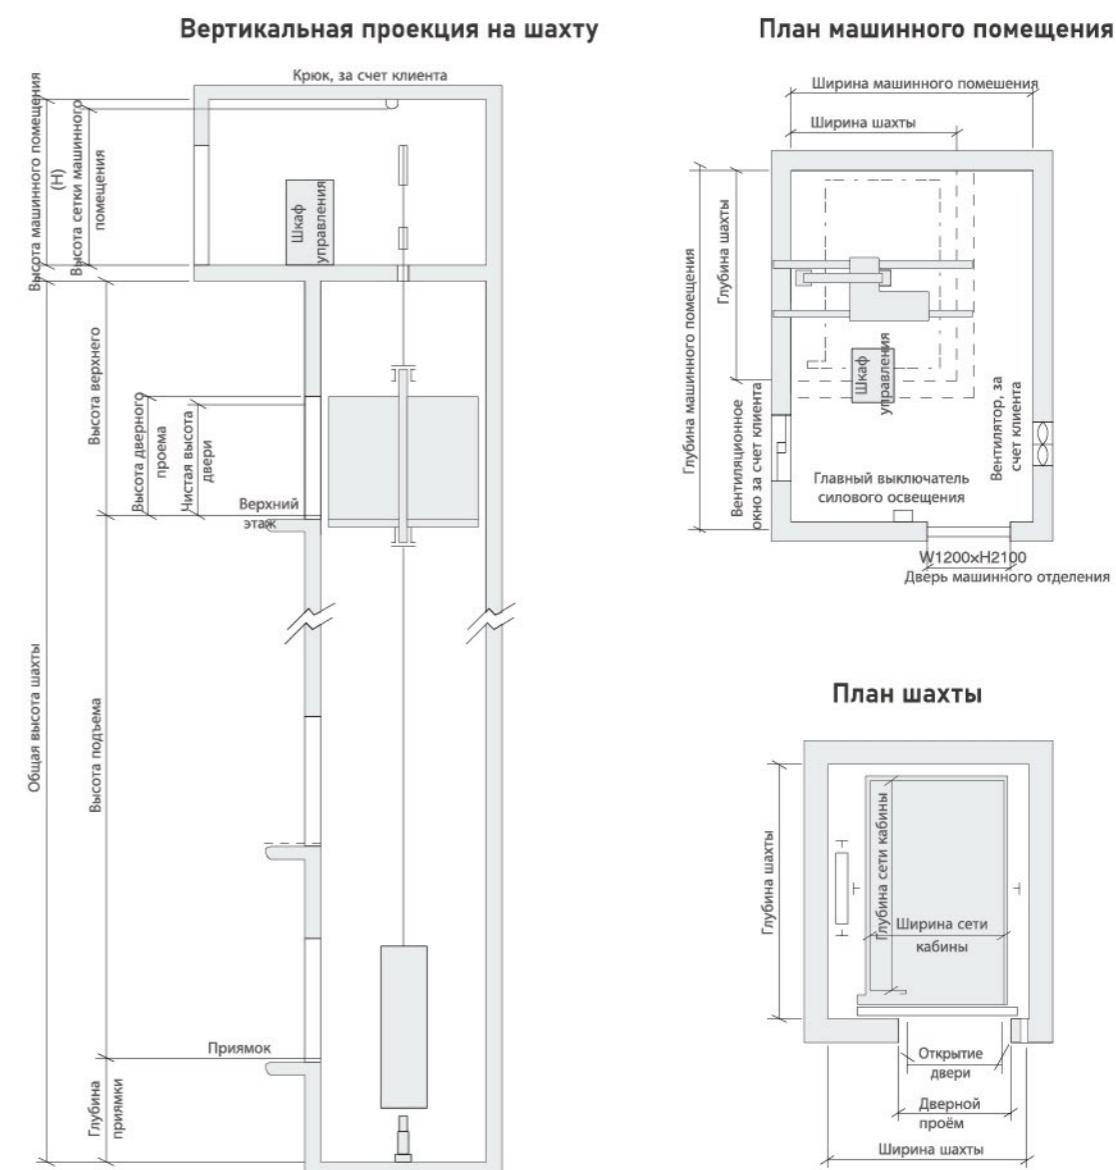 Вертикальная проекция на шахту
Крюк, за счет клиента
Высота машинного помещения
(H)
Высота сетки машинного
помещения
Шкаф
управления
Высота верхнего
Высота дверного
проема
Чистая высота
двери
Верхний
этаж
Общая высота шахты
Высота подъема
Приямок
Глубина
приямки
План машинного помещения
Ширина машинного помешения
Ширина шахты
Глубина машинного помещения
Глубина шахты
Шкаф
управления
Вентиляционное
окно за счет клиента
Вентилятор, за
счет клиента
Главный выключатель
силового освещения
W1200×H2100
Дверь машинного отделения
План шахты
Глубина шахты
Глубина сети кабины
Ширина сети
кабины
Открытие
двери
Дверной
проём
Ширина шахты